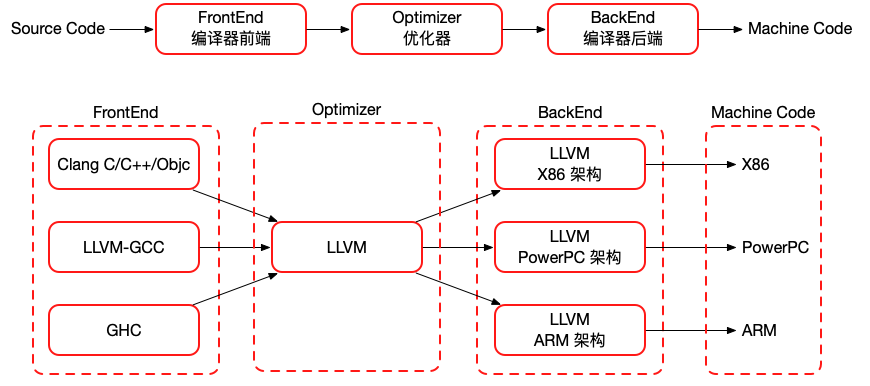 Source Code
FrontEnd
编译器前端
Optimizer
优化器
BackEnd
编译器后端
Machine Code
FrontEnd
Optimizer
BackEnd
Machine Code
Clang C/C++/Objc
LLVM
X86 架构
X86
LLVM-GCC
LLVM
LLVM
PowerPC 架构
PowerPC
GHC
LLVM
ARM 架构
ARM